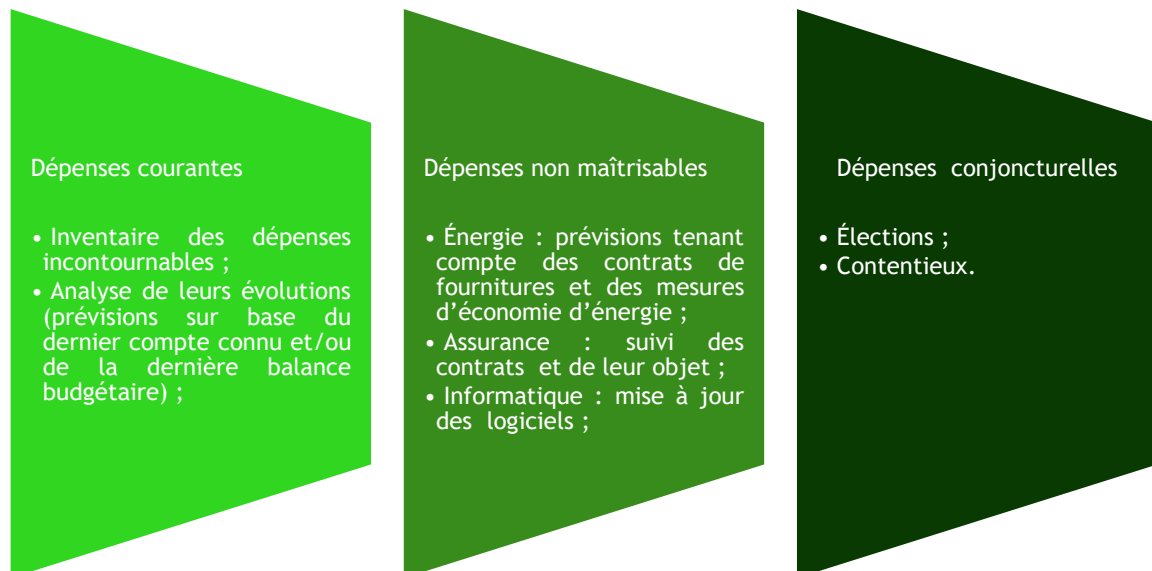 Dépenses courantes
• Inventaire des dépenses
incontournables ;
• Analyse de leurs évolutions
(prévisions sur base du
dernier compte connu et/ou
de la dernière balance
budgétaire) ;
Dépenses non maîtrisables
• Énergie : prévisions tenant
compte des contrats de
fournitures et des mesures
d’économie d’énergie ;
• Assurance : suivi des
contrats et de leur objet ;
• Informatique : mise à jour
des logiciels ;
Dépenses conjoncturelles
• Élections ;
• Contentieux.